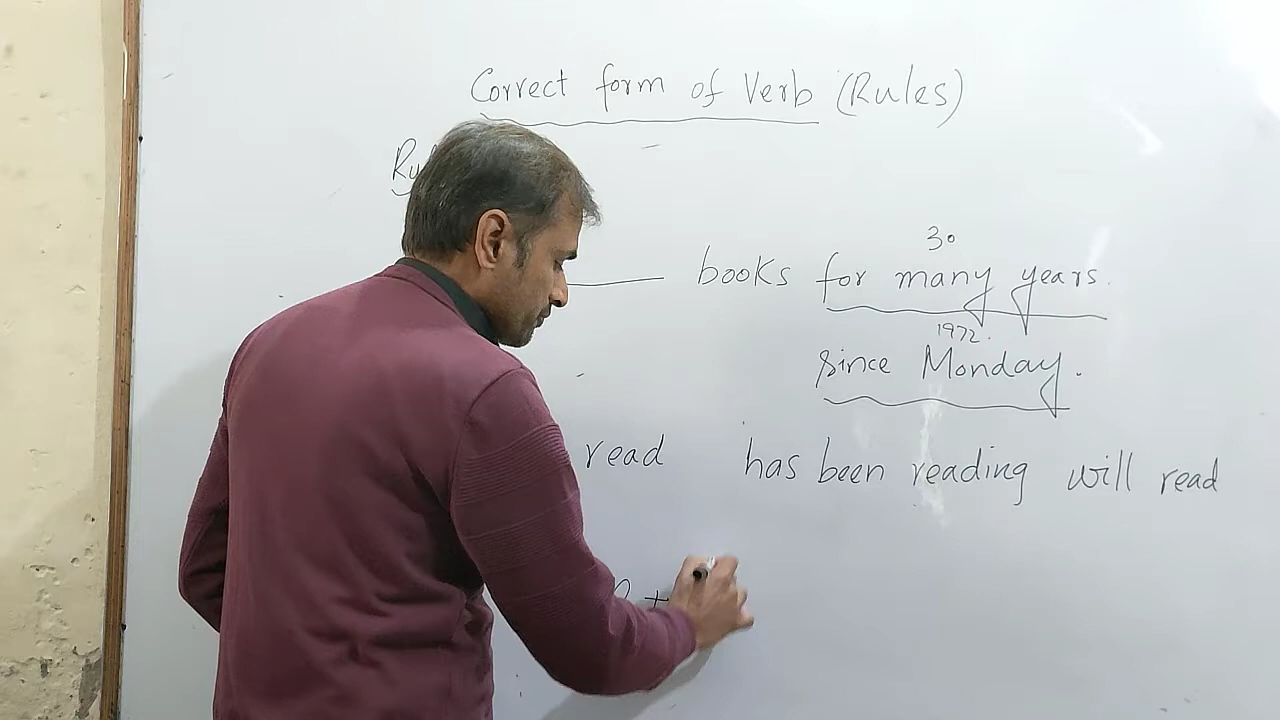 Correct form of Verb (Rules)
30
books for many years.
1972.
since Monday.
read has been reading will read
+